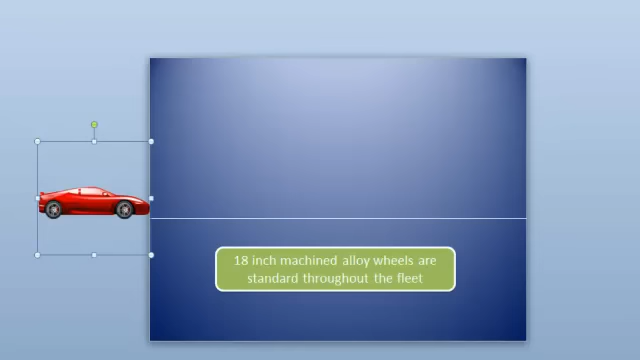 18 inch machined alloy wheels are
standard throughout the fleet